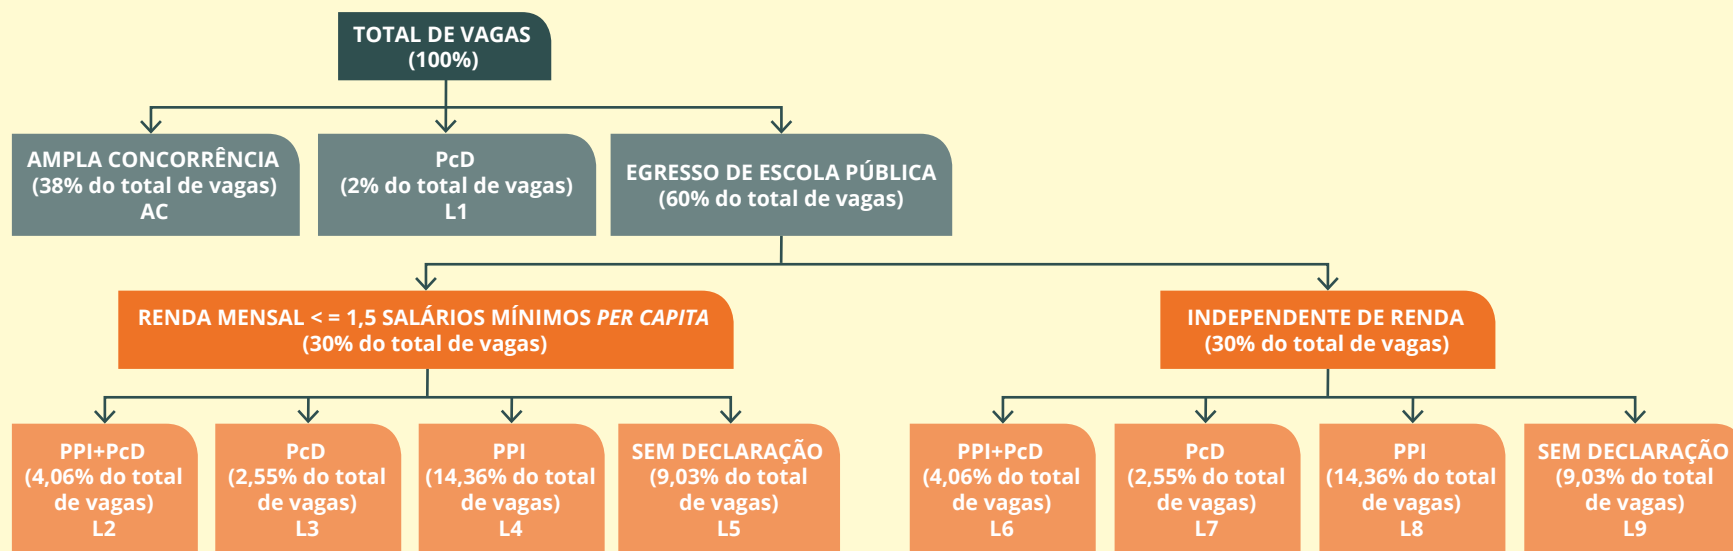 TOTAL DE VAGAS
(100%)
AMPLA CONCORRÊNCIA
(38% do total de vagas)
AC
PcD
(2% do total de vagas)
L1
EGRESSO DE ESCOLA PÚBLICA
(60% do total de vagas)
RENDA MENSAL < = 1,5 SALÁRIOS MÍNIMOS PER CAPITA
(30% do total de vagas)
INDEPENDENTE DE RENDA
(30% do total de vagas)
PPI+PcD
(4,06% do total
de vagas)
L2
PcD
(2,55% do total
de vagas)
L3
PPI
(14,36% do total
de vagas)
L4
SEM DECLARAÇÃO
(9,03% do total
de vagas)
L5
PPI+PcD
(4,06% do total
de vagas)
L6
PcD
(2,55% do total
de vagas)
L7
PPI
(14,36% do total
de vagas)
L8
SEM DECLARAÇÃO
(9,03% do total
de vagas)
L9